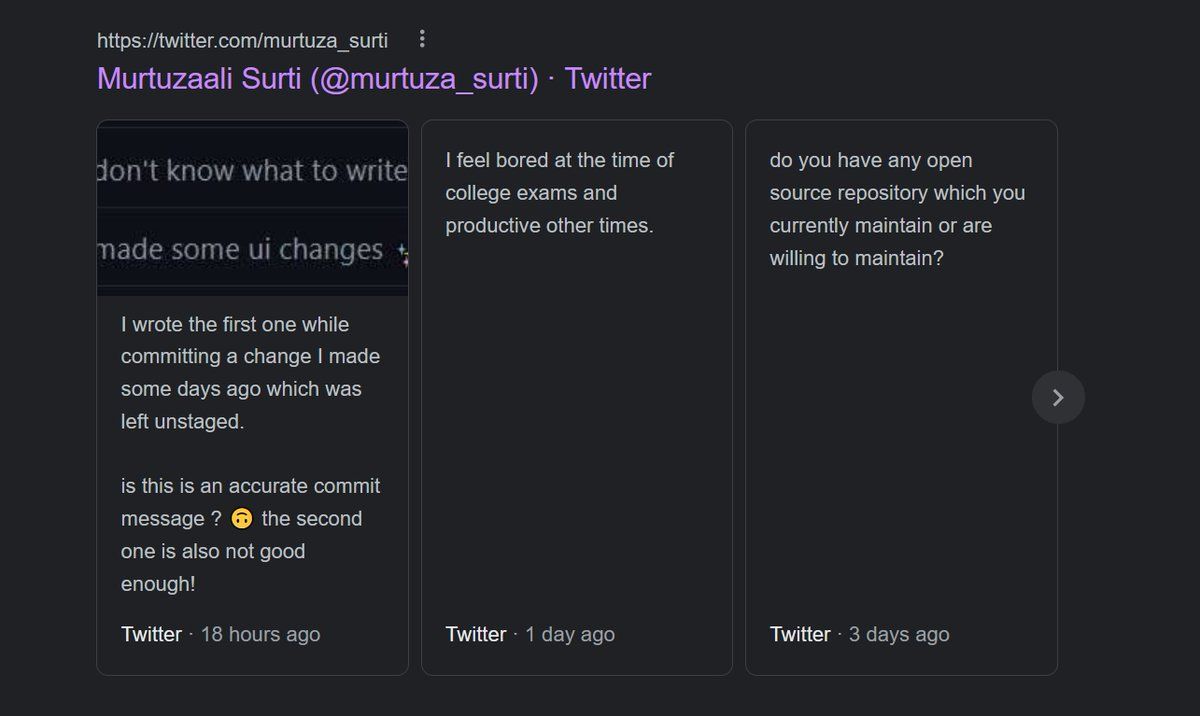 https://twitter.com/murtuza_surti
Murtuzaali Surti (@murtuza_surti) · Twitter
don't know what to write
made some ui changes ✨
I wrote the first one while
committing a change I made
some days ago which was
left unstaged.
is this is an accurate commit
message ? 🙃 the second
one is also not good
enough!
Twitter · 18 hours ago
I feel bored at the time of
college exams and
productive other times.
Twitter · 1 day ago
do you have any open
source repository which you
currently maintain or are
willing to maintain?
Twitter · 3 days ago